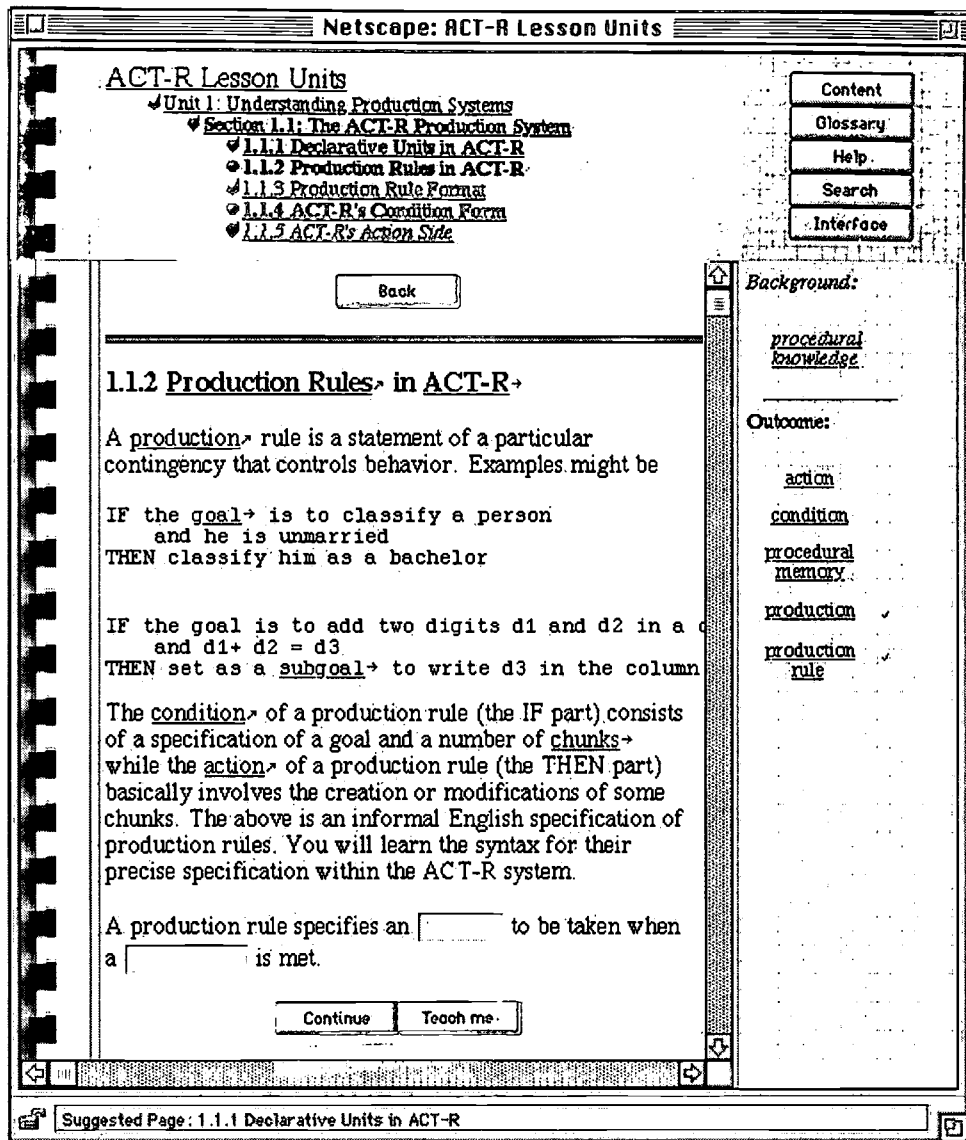 Netscape: ACT-R Lesson Units
ACT-R Lesson Units
Unit 1: Understanding Production Systems
Section 1.1: The ACT-R Production System
1.1.1 Declarative Units in ACT-R
1.1.2 Production Rules in ACT-R
1.1.3 Production Rule Format
1.1.4 ACT-R's Condition Form
1.1.5 ACT-R's Action Side
Content
Glossary
Help
Search
Interface
Back
1.1.2 Production Rules↗ in ACT-R→
A production↗ rule is a statement of a particular
contingency that controls behavior. Examples might be
IF the goal→ is to classify a person
and he is unmarried
THEN classify him as a bachelor
IF the goal is to add two digits d1 and d2 in a c
and d1+ d2 = d3
THEN set as a subgoal→ to write d3 in the column
The condition↗ of a production rule (the IF part) consists
of a specification of a goal and a number of chunks→
while the action↗ of a production rule (the THEN part)
basically involves the creation or modifications of some
chunks. The above is an informal English specification of
production rules. You will learn the syntax for their
precise specification within the ACT-R system.
A production rule specifies an to be taken when
a is met.
Continue
Teach me
Background:
procedural
knowledge
Outcome:
action
condition
procedural
memory
production ✓
production ✓
rule
Suggested Page: 1.1.1 Declarative Units in ACT-R